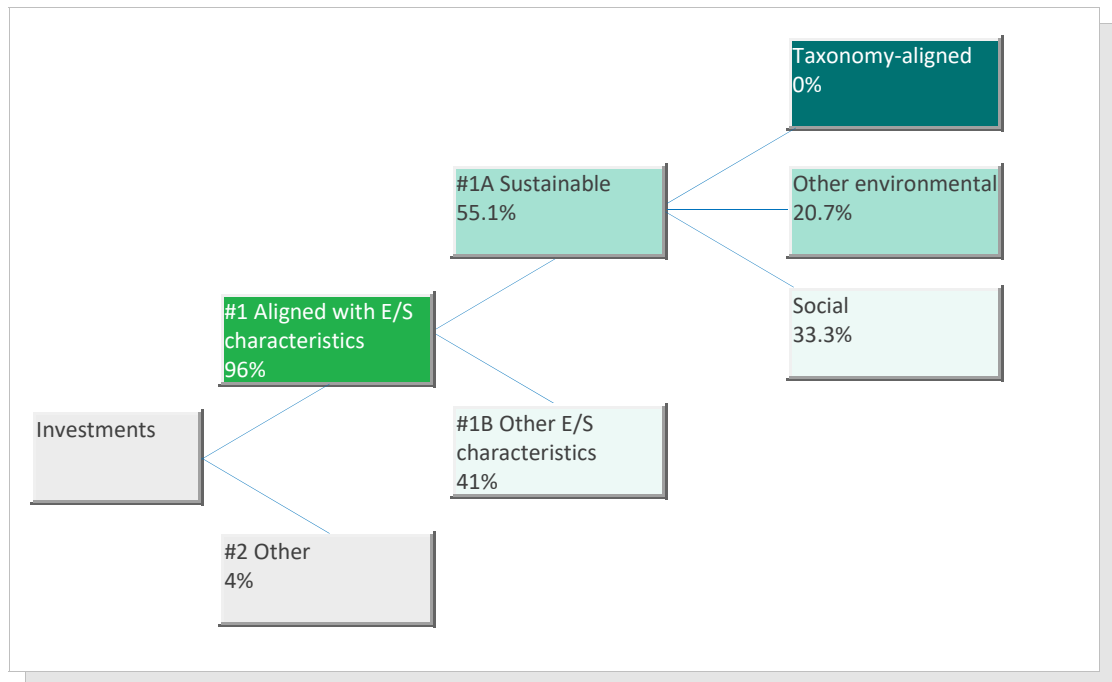 Taxonomy-aligned
0%
#1A Sustainable
55.1%
Other environmental
20.7%
#1 Aligned with E/S
characteristics
96%
Social
33.3%
Investments
#1B Other E/S
characteristics
41%
#2 Other
4%